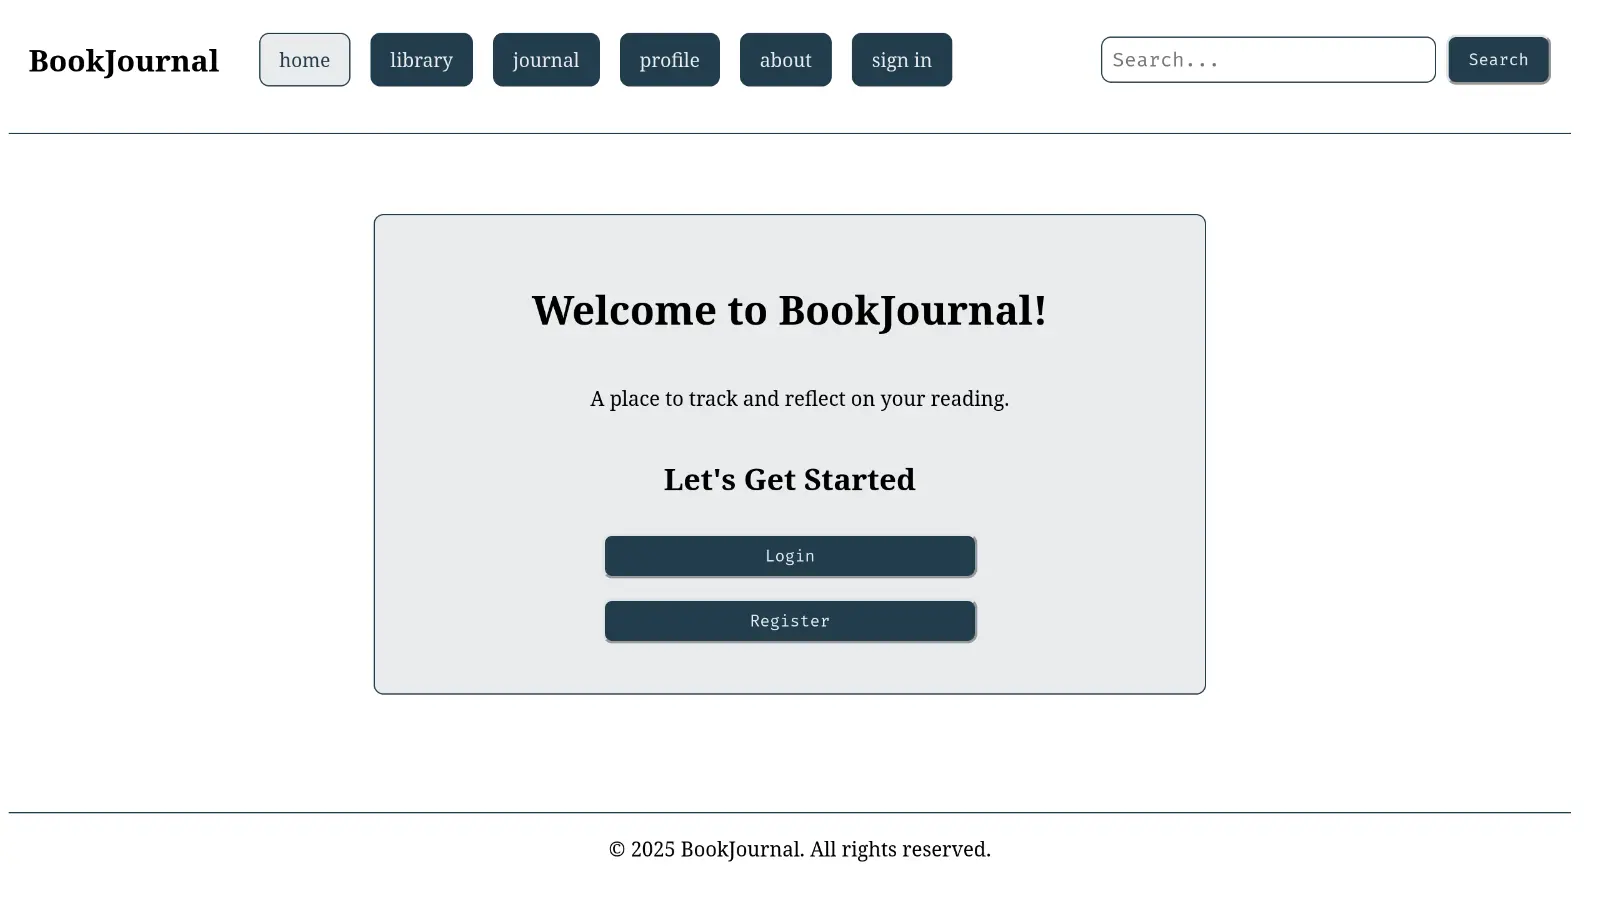 BookJournal home library journal profile about sign in Search... Search
Welcome to BookJournal!
A place to track and reflect on your reading.
Let's Get Started
Login
Register
© 2025 BookJournal. All rights reserved.